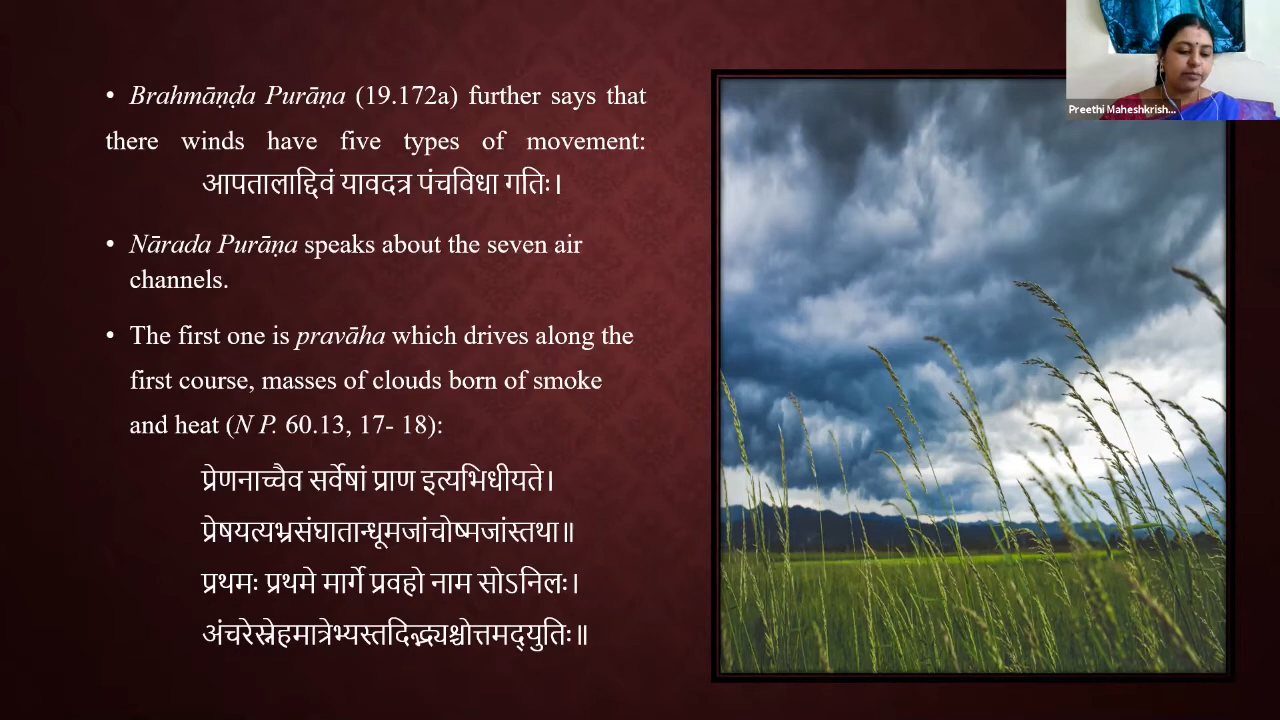 • Brahmāṇḍa Purāṇa (19.172a) further says that
there winds have five types of movement:
आपतालाद्दिवं यावदत्र पंचविधा गतिः।
• Nārada Purāṇa speaks about the seven air
channels.
• The first one is pravāha which drives along the
first course, masses of clouds born of smoke
and heat (N P. 60.13, 17- 18):
प्रेणनाच्चैव सर्वेषां प्राण इत्यभिधीयते।
प्रेषयत्यभ्रसंघातान्धूमजांचोष्मजांस्तथा॥
प्रथमः प्रथमे मार्गे प्रवहो नाम सोऽनिलः।
अंचरेस्नेहमात्रेभ्यस्तदिद्भ्यश्चोत्तमद्युतिः॥
Preethi Maheshkrish...